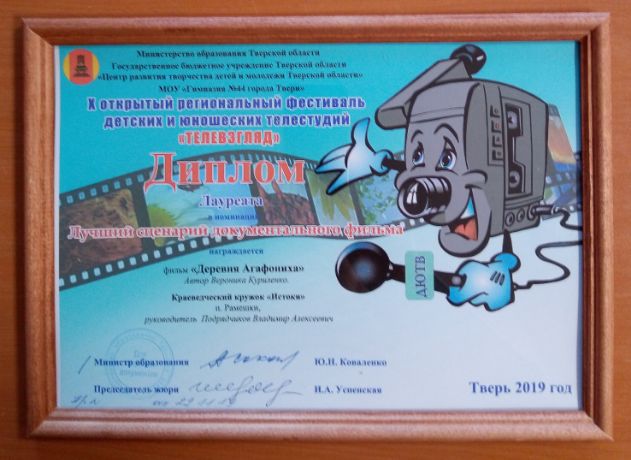 Министерство образования Тверской области
Государственное бюджетное учреждение Тверской области
«Центр развития творчества детей и молодежи Тверской области»
МОУ «Гимназия №44 города Твери»
X открытый региональный фестиваль
детских и юношеских телестудий
«ТЕЛЕВЗГЛЯД»
Диплом
Лауреата
в номинации
Лучший сценарий документального фильма
награждается
фильм «Деревня Агафониха»
Автор Вероника Куриленко.
Краеведческий кружок «Истоки»
п. Рамешки,
руководитель Подрядчиков Владимир Алексеевич
ДЮТВ
Министр образования Ю.Н. Коваленко
Председатель жюри И.А. Успенская
Тверь 2019 год